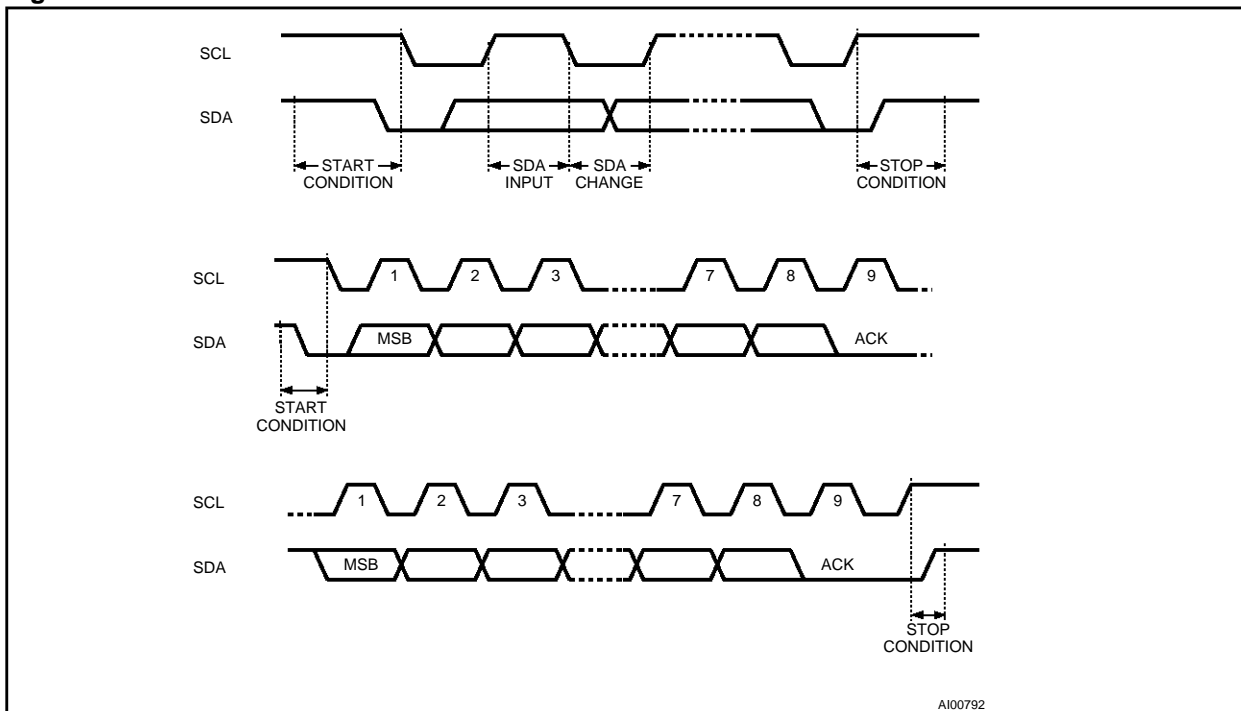 SCL
SDA
START
CONDITION
SDA
INPUT
SDA
CHANGE
STOP
CONDITION
SCL
1 2 3 7 8 9
SDA
MSB ACK
START
CONDITION
SCL
1 2 3 7 8 9
SDA
MSB ACK
STOP
CONDITION
AI00792